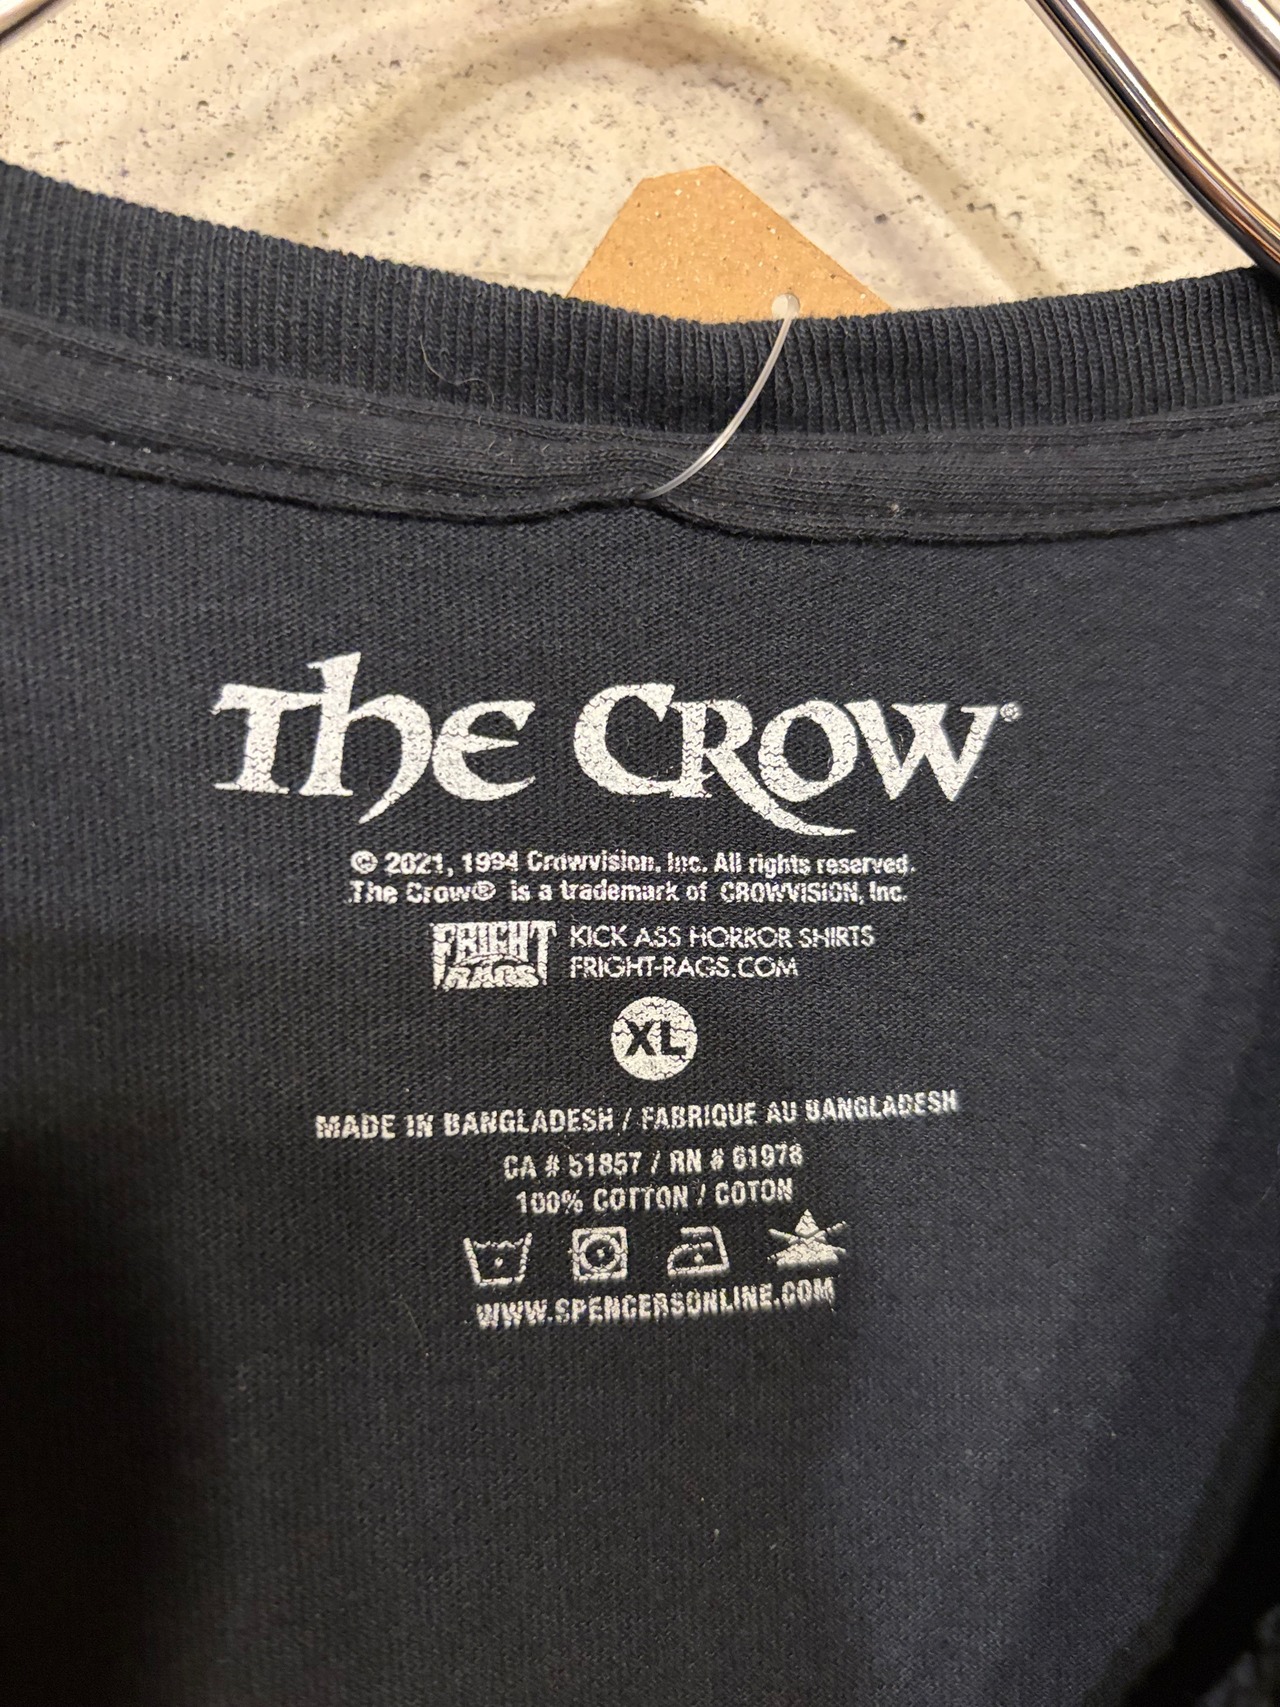 The Crow®
© 2021, 1994 Crowvision, Inc. All rights reserved.
The Crow® is a trademark of CROWVISION, Inc.
FRIGHT RAGS
KICK ASS HORROR SHIRTS
FRIGHT-RAGS.COM
XL
MADE IN BANGLADESH / FABRIQUE AU BANGLADESH
CA # 51857 / RN # 61978
100% COTTON / COTON
WWW.SPENCERSONLINE.COM